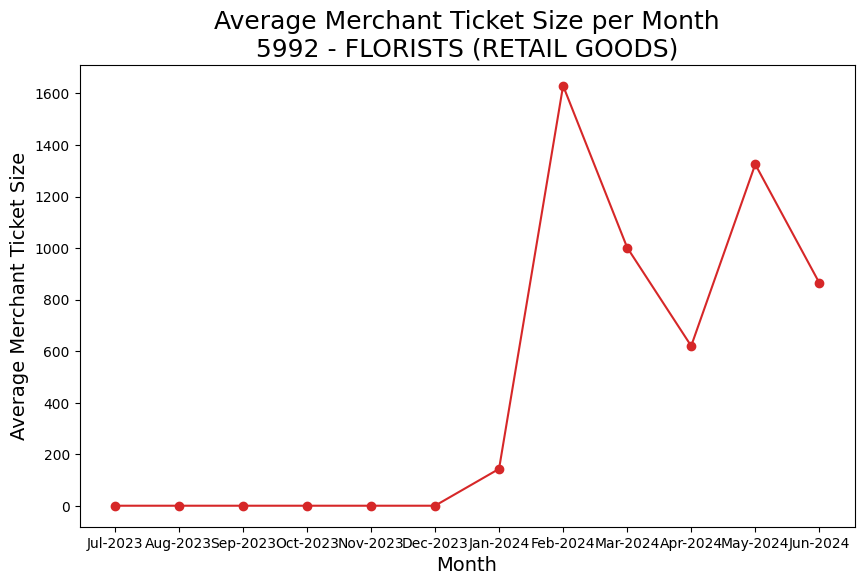 Average Merchant Ticket Size per Month
5992 - FLORISTS (RETAIL GOODS)
Average Merchant Ticket Size
1600
1400
1200
1000
800
600
400
200
0
Jul-2023 Aug-2023 Sep-2023 Oct-2023 Nov-2023 Dec-2023 Jan-2024 Feb-2024 Mar-2024 Apr-2024 May-2024 Jun-2024
Month